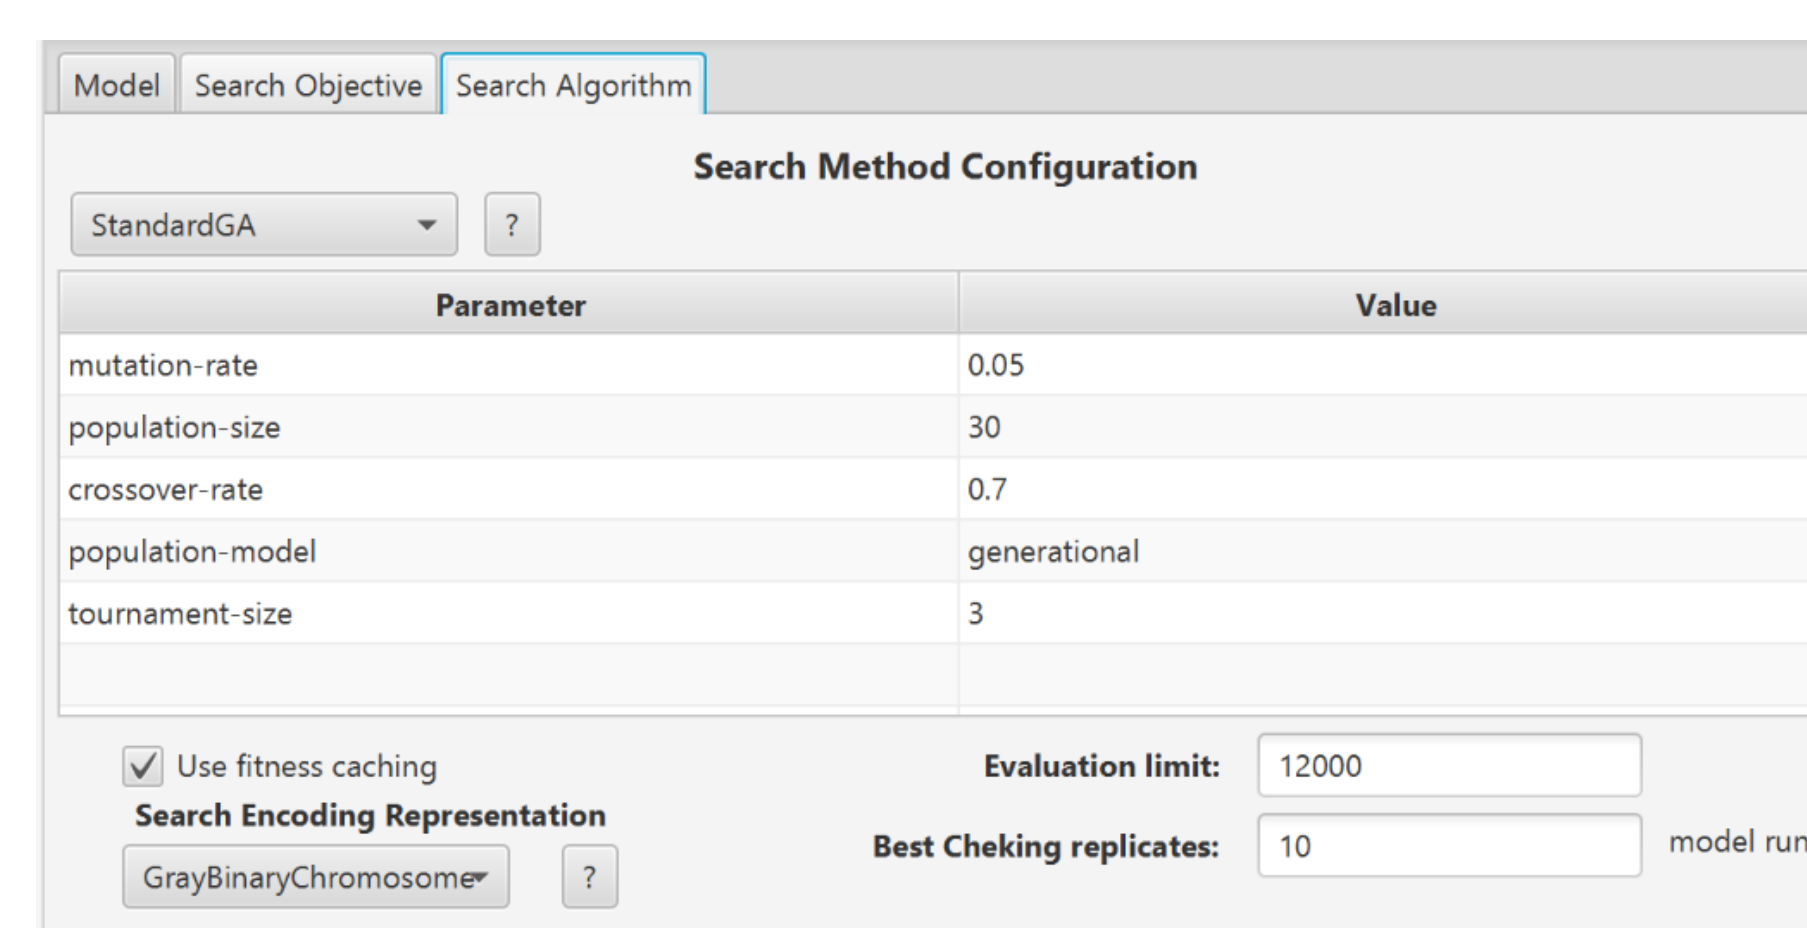 Model Search Objective Search Algorithm
Search Method Configuration
StandardGA ?
Parameter Value
mutation-rate 0.05
population-size 30
crossover-rate 0.7
population-model generational
tournament-size 3
Use fitness caching Evaluation limit: 12000
Search Encoding Representation
Best Cheking replicates: 10 model run
GrayBinaryChromosome ?